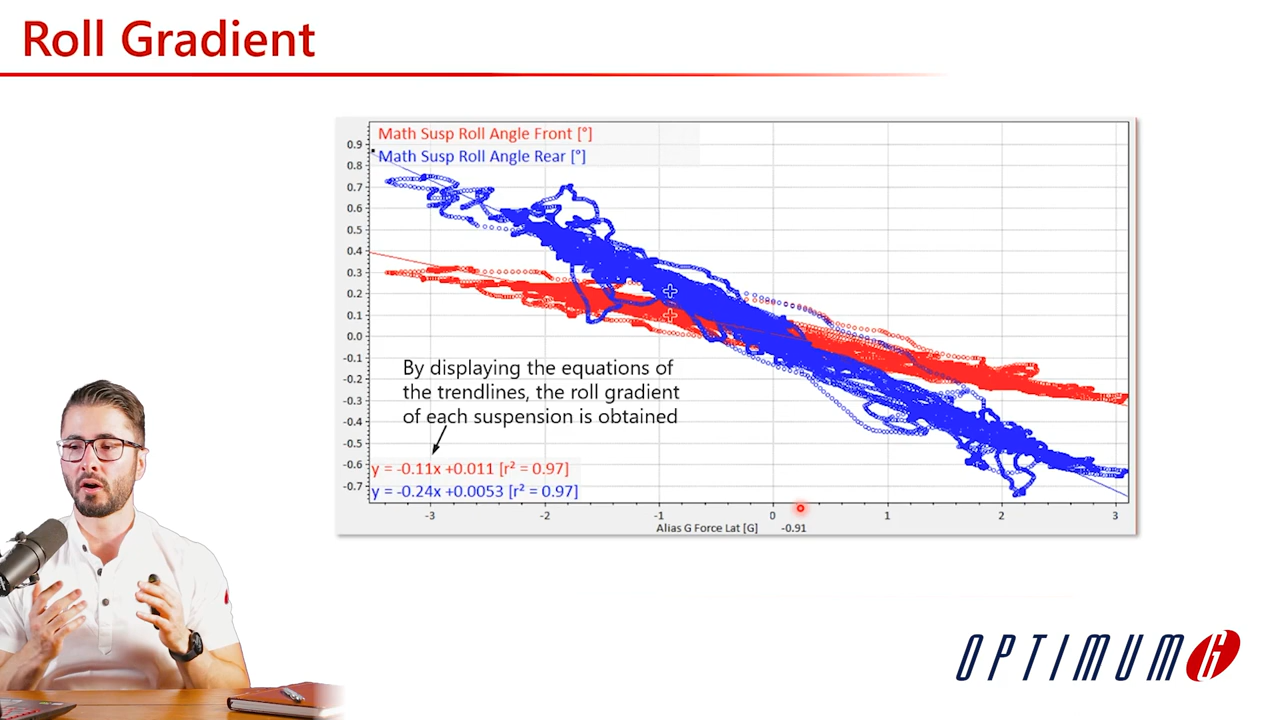 Roll Gradient
Math Susp Roll Angle Front [°]
Math Susp Roll Angle Rear [°]
0.9
0.8
0.7
0.6
0.5
0.4
0.3
0.2
0.1
0.0
-0.1
-0.2
-0.3
-0.4
-0.5
-0.6
-0.7
By displaying the equations of
the trendlines, the roll gradient
of each suspension is obtained
y = -0.11x +0.011 [r² = 0.97]
y = -0.24x +0.0053 [r² = 0.97]
-3 -2 -1 0 1 2 3
Alias G Force Lat [G] -0.91
OPTIMUM G